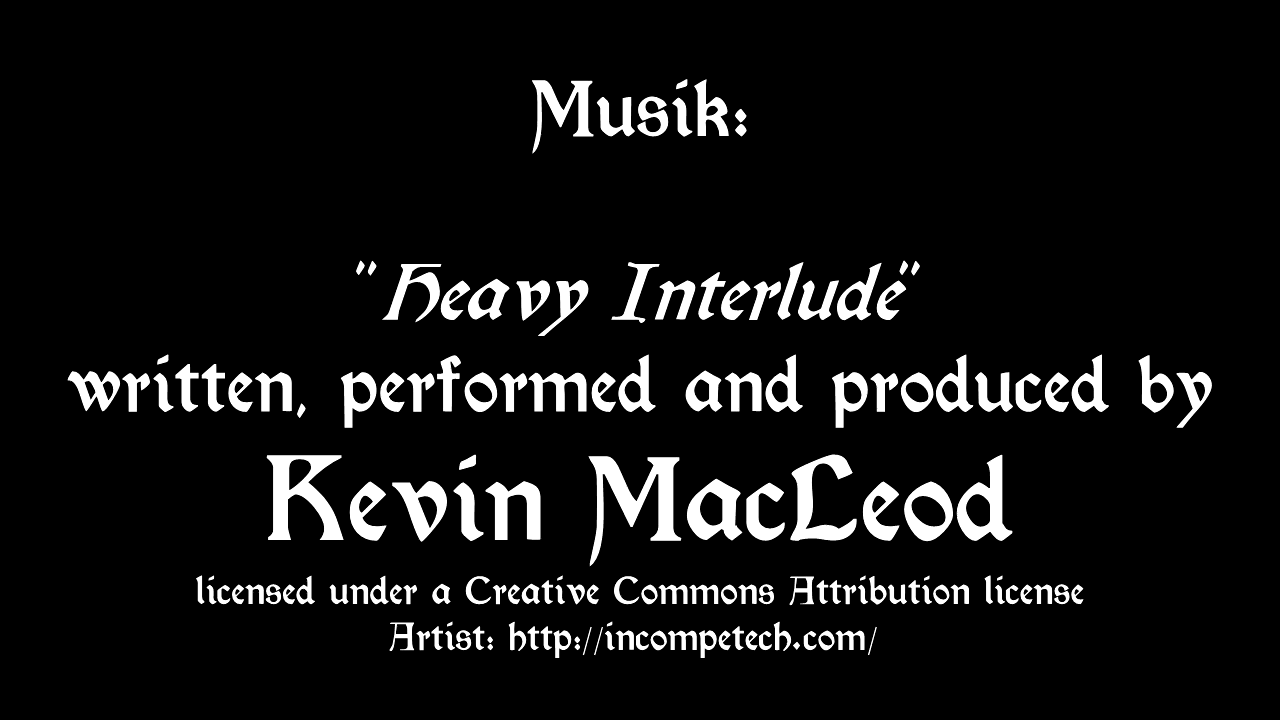 Musik:
"Heavy Interlude"
written, performed and produced by
Kevin MacLeod
licensed under a Creative Commons Attribution license
Artist: http://incompetech.com/